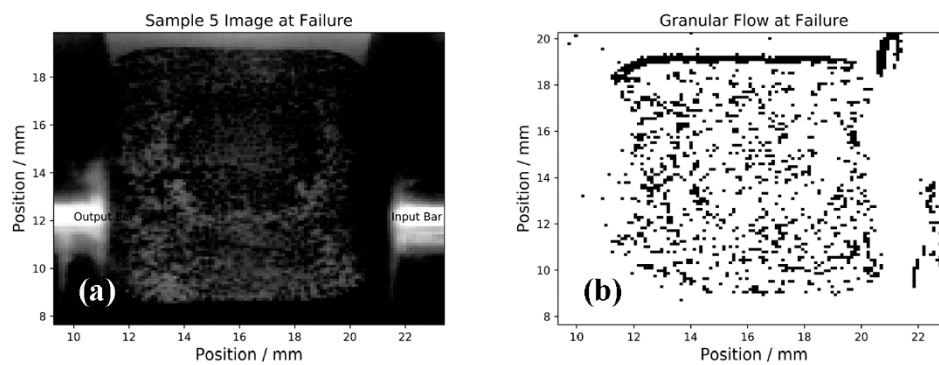 Sample 5 Image at Failure
Position / mm
18
16
14
12
10
8
Output Bar
Input Bar
(a)
10 12 14 16 18 20 22
Position / mm
Granular Flow at Failure
Position / mm
20
18
16
14
12
10
8
(b)
10 12 14 16 18 20 22
Position / mm